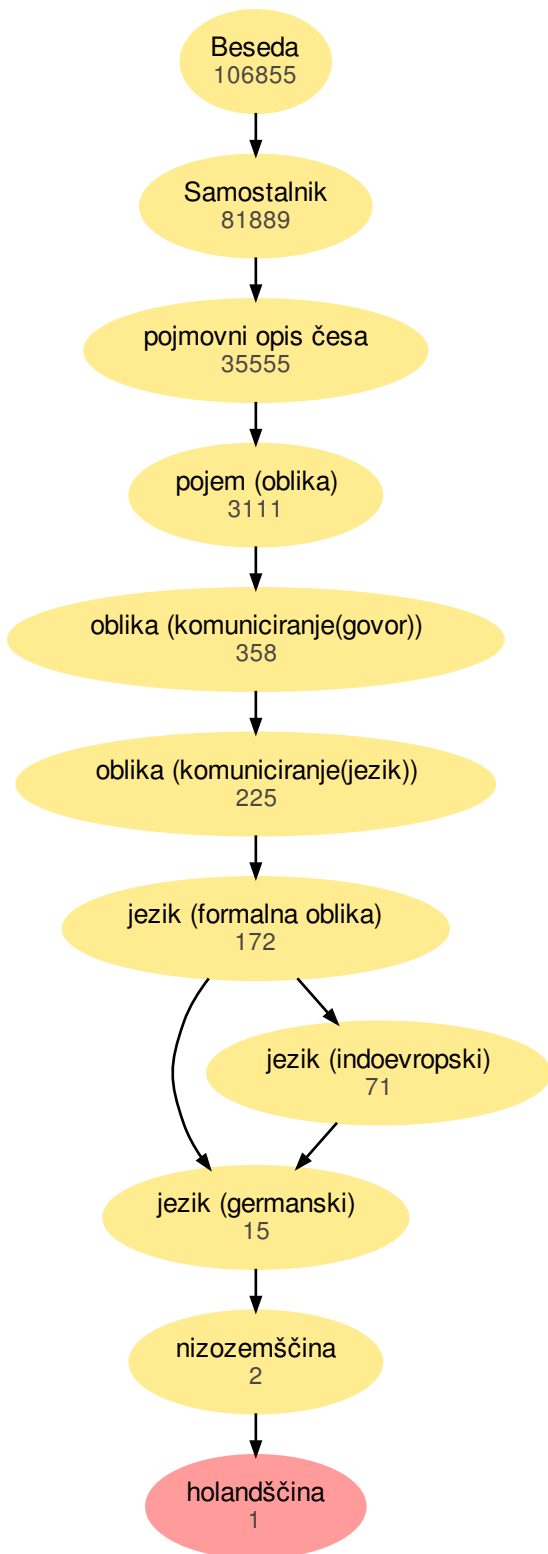 Beseda
106855
Samostalnik
81889
pojmovni opis česa
35555
pojem (oblika)
3111
oblika (komuniciranje(govor))
358
oblika (komuniciranje(jezik))
225
jezik (formalna oblika)
172
jezik (indoevropski)
71
jezik (germanski)
15
nizozemščina
2
holandščina
1